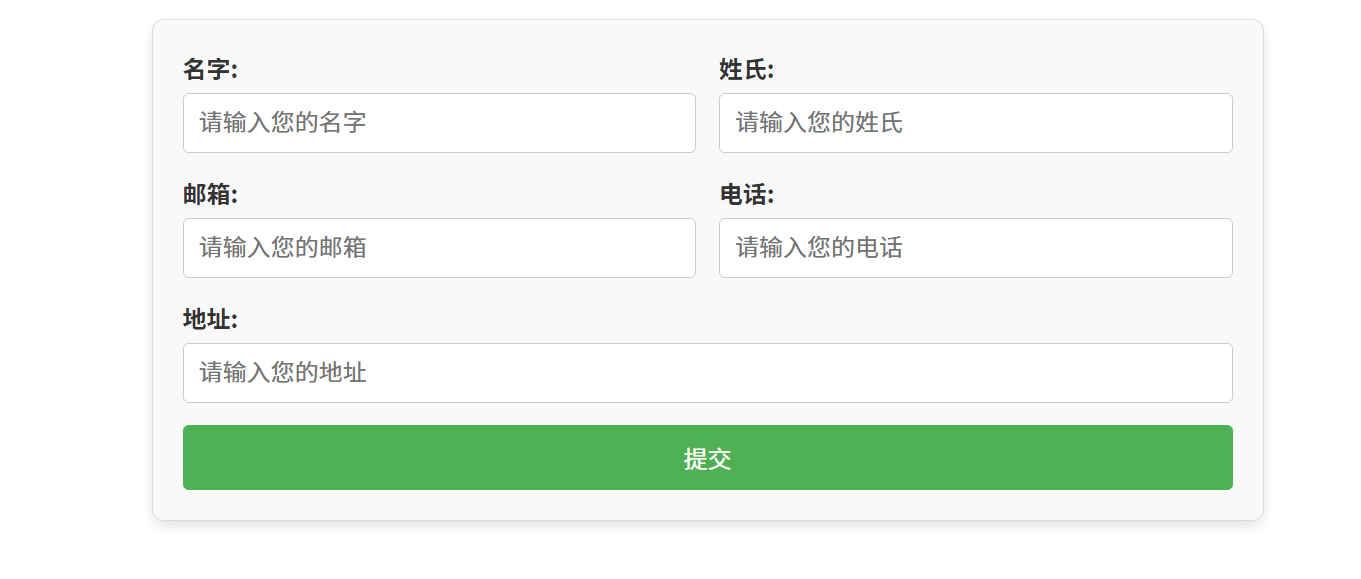 名字: 姓氏:
请输入您的名字 请输入您的姓氏
邮箱: 电话:
请输入您的邮箱 请输入您的电话
地址:
请输入您的地址
提交